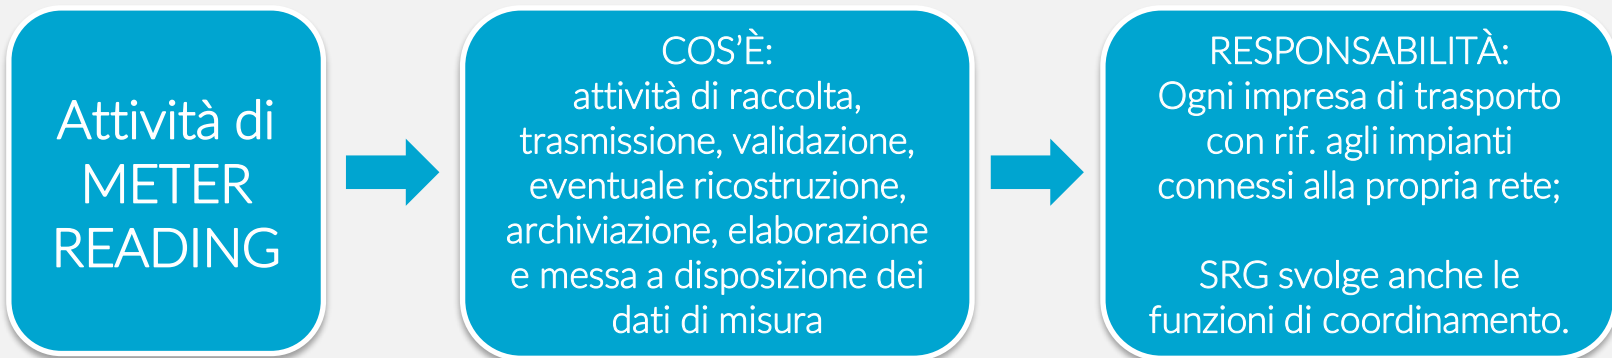 Attività di
METER
READING
COS'È:
attività di raccolta,
trasmissione, validazione,
eventuale ricostruzione,
archiviazione, elaborazione
e messa a disposizione dei
dati di misura
RESPONSABILITÀ:
Ogni impresa di trasporto
con rif. agli impianti
connessi alla propria rete;
SRG svolge anche le
funzioni di coordinamento.